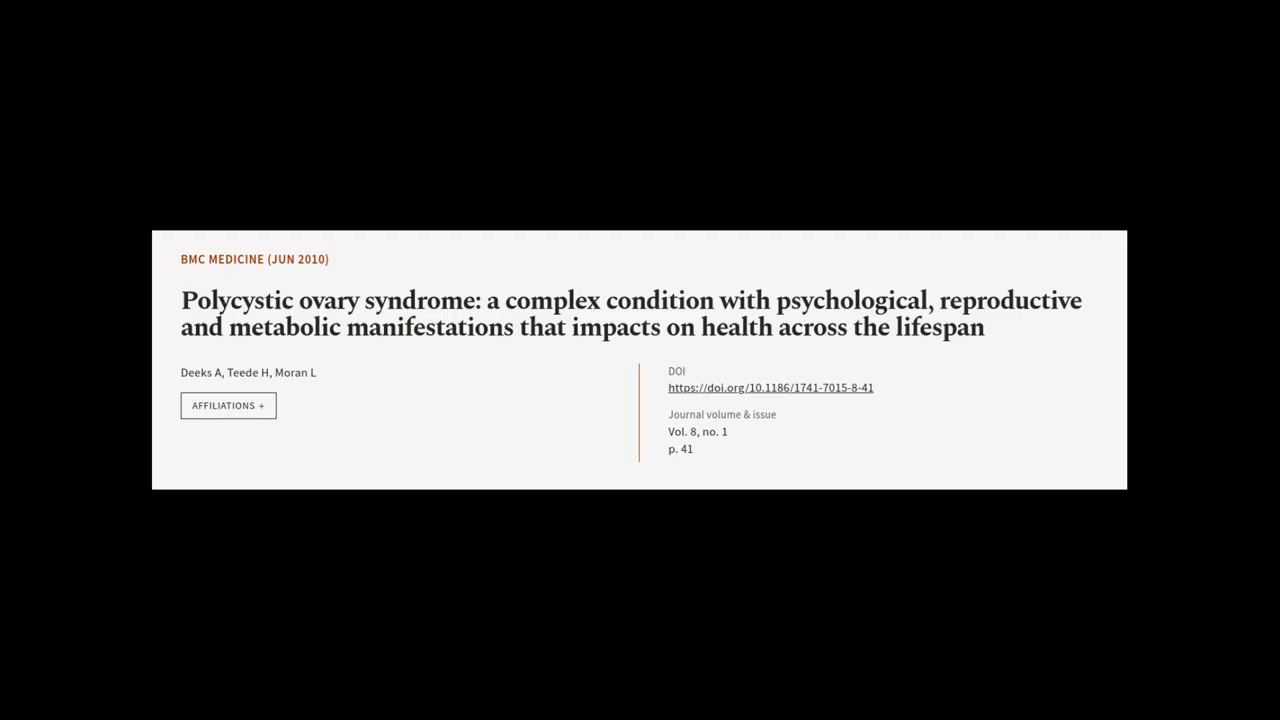 BMC MEDICINE (JUN 2010)
Polycystic ovary syndrome: a complex condition with psychological, reproductive
and metabolic manifestations that impacts on health across the lifespan
Deeks A, Teede H, Moran L
AFFILIATIONS +
DOI
https://doi.org/10.1186/1741-7015-8-41
Journal volume & issue
Vol. 8, no. 1
p. 41